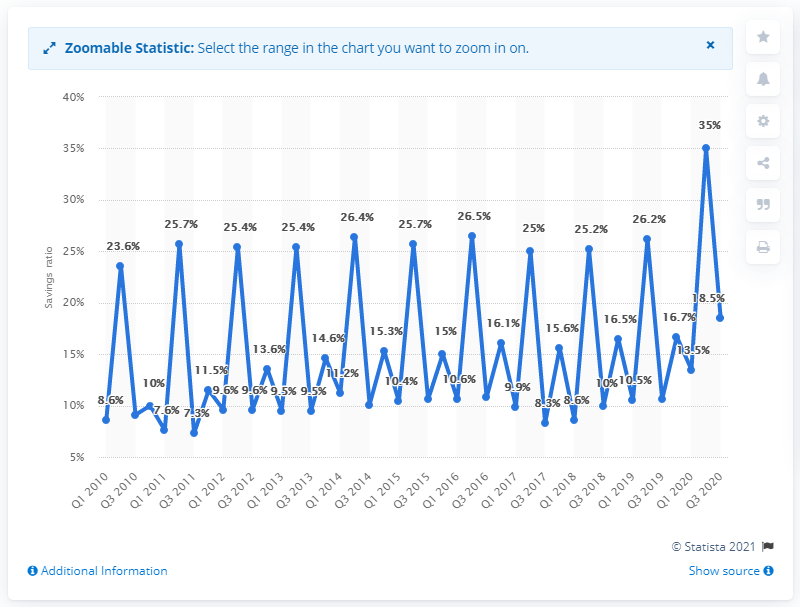 Zoomable Statistic: Select the range in the chart you want to zoom in on.
40%
35%
30%
25%
20%
15%
10%
5%
Savings ratio
8.6%
23.6%
10%
7.6%
25.7%
7.3%
11.5%
9.6%
25.4%
9.6%
13.6%
9.5%
25.4%
9.5%
14.6%
11.2%
26.4%
15.3%
10.4%
25.7%
15%
10.6%
26.5%
16.1%
9.9%
25%
8.3%
15.6%
8.6%
25.2%
10%
16.5%
10.5%
26.2%
16.7%
13.5%
35%
18.5%
Q1 2010
Q3 2010
Q1 2011
Q3 2011
Q1 2012
Q3 2012
Q1 2013
Q3 2013
Q1 2014
Q3 2014
Q1 2015
Q3 2015
Q1 2016
Q3 2016
Q1 2017
Q3 2017
Q1 2018
Q3 2018
Q1 2019
Q3 2019
Q1 2020
Q3 2020
© Statista 2021
Additional Information
Show source